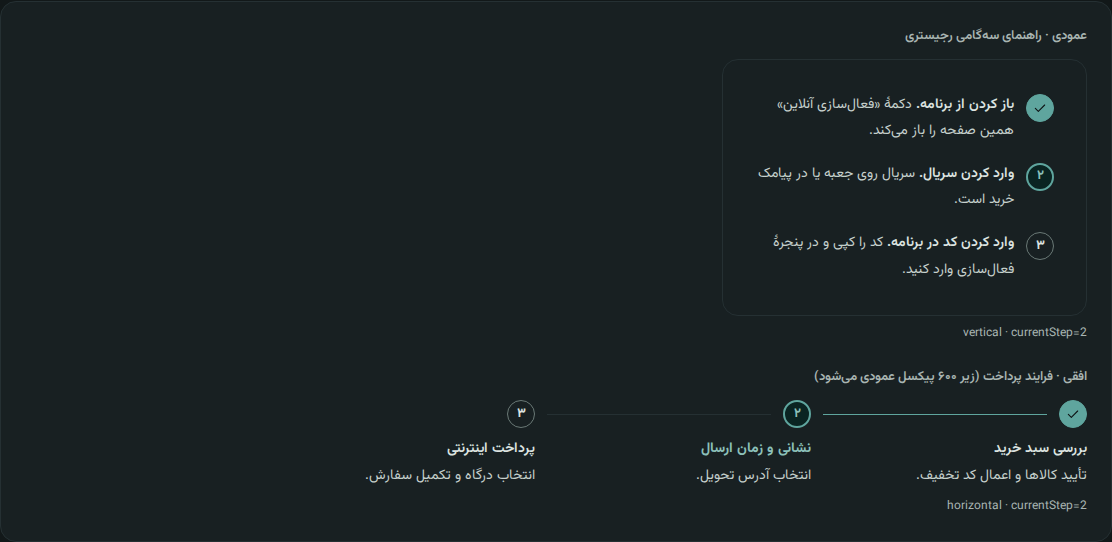 عمودی · راهنمای سه‌گامی رجیستری
باز کردن از برنامه. دکمهٔ «فعال‌سازی آنلاین»
همین صفحه را باز می‌کند.
۲
وارد کردن سریال. سریال روی جعبه یا در پیامک
خرید است.
۳
وارد کردن کد در برنامه. کد را کپی و در پنجرهٔ
فعال‌سازی وارد کنید.
vertical · currentStep=2
افقی · فرایند پرداخت (زیر ۶۰۰ پیکسل عمودی می‌شود)
۲
۳
بررسی سبد خرید
نشانی و زمان ارسال
پرداخت اینترنتی
تأیید کالاها و اعمال کد تخفیف.
انتخاب آدرس تحویل.
انتخاب درگاه و تکمیل سفارش.
horizontal · currentStep=2